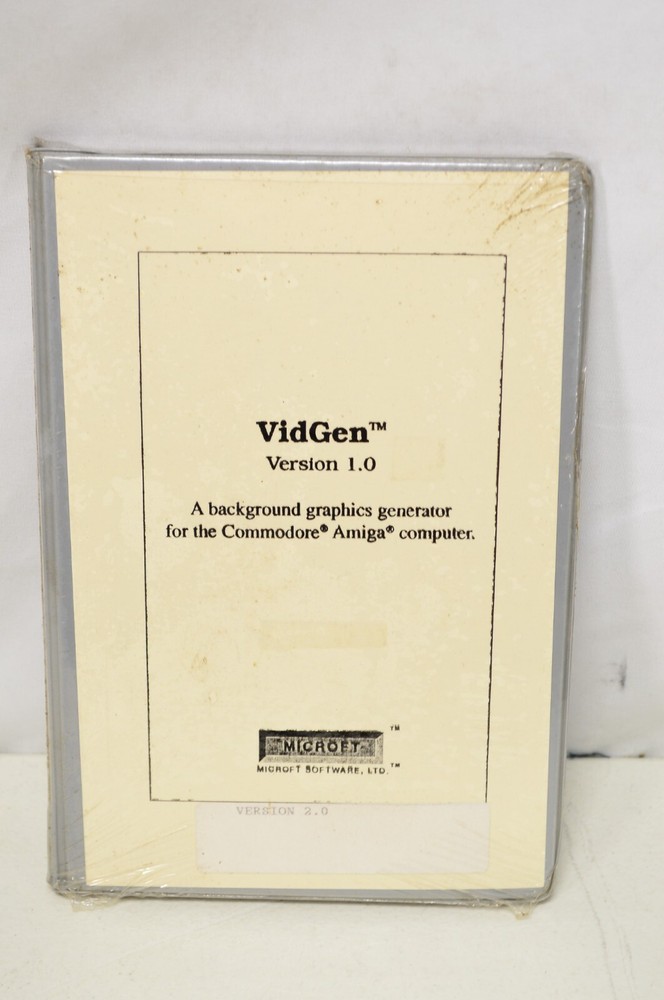 VidGen™
Version 1.0
A background graphics generator
for the Commodore® Amiga® computer.
MICROFT ™
MICROFT SOFTWARE, LTD.™
VERSION 2.0